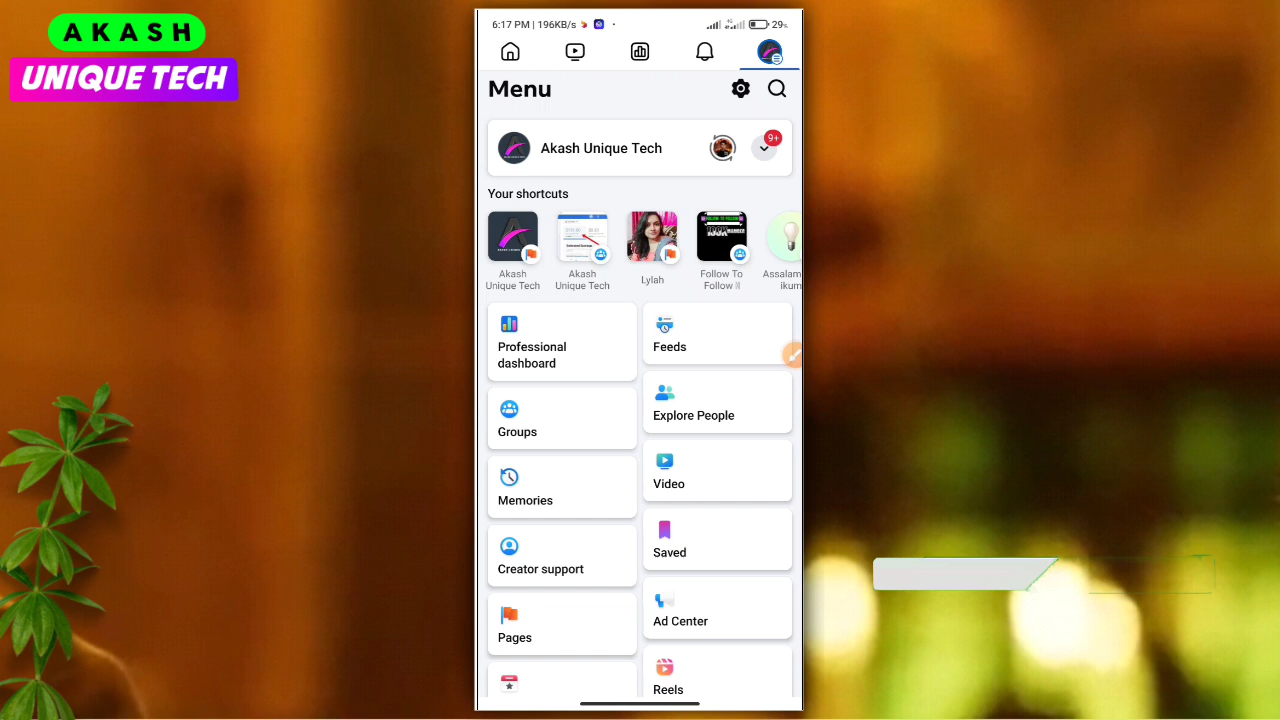 AKASH
UNIQUE TECH
6:17 PM | 196KB/s
4G
29%
Menu
Akash Unique Tech
9+
Your shortcuts
Akash
Unique Tech
Akash
Unique Tech
Lylah
Follow To
Follow
Assalam
ikum
Professional
dashboard
Feeds
Explore People
Groups
Video
Memories
Saved
Creator support
Ad Center
Pages
Reels